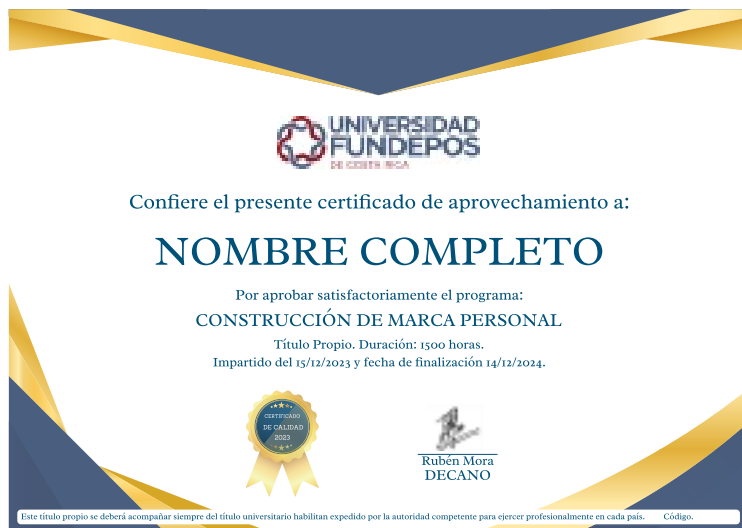 UNIVERSIDAD
FUNDEPOS
DE COSTA RICA
Confiere el presente certificado de aprovechamiento a:
NOMBRE COMPLETO
Por aprobar satisfactoriamente el programa:
CONSTRUCCIÓN DE MARCA PERSONAL
Título Propio. Duración: 1500 horas.
Impartido del 15/12/2023 y fecha de finalización 14/12/2024.
CERTIFICADO
DE CALIDAD
2023
Rubén Mora
DECANO
Este título propio se deberá acompañar siempre del título universitario habilitan expedido por la autoridad competente para ejercer profesionalmente en cada país. Código.